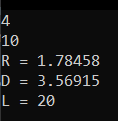 4
10
R = 1.78458
D = 3.56915
L = 20